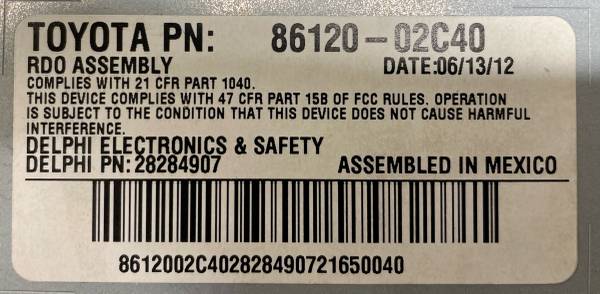 TOYOTA PN: 86120-02C40
RDO ASSEMBLY DATE:06/13/12
COMPLIES WITH 21 CFR PART 1040.
THIS DEVICE COMPLIES WITH 47 CFR PART 15B OF FCC RULES. OPERATION
IS SUBJECT TO THE CONDITION THAT THIS DEVICE DOES NOT CAUSE HARMFUL
INTERFERENCE.
DELPHI ELECTRONICS & SAFETY
DELPHI PN:28284907 ASSEMBLED IN MEXICO
8612002C402828490721650040